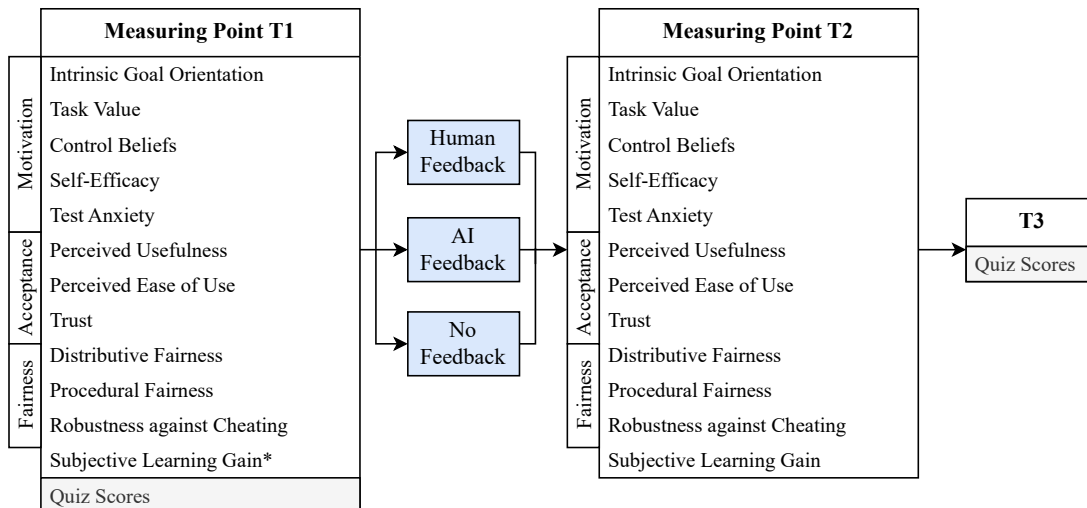 Measuring Point T1
Motivation
Intrinsic Goal Orientation
Task Value
Control Beliefs
Self-Efficacy
Test Anxiety
Acceptance
Perceived Usefulness
Perceived Ease of Use
Trust
Fairness
Distributive Fairness
Procedural Fairness
Robustness against Cheating
Subjective Learning Gain*
Quiz Scores
Human
Feedback
AI
Feedback
No
Feedback
Measuring Point T2
Motivation
Intrinsic Goal Orientation
Task Value
Control Beliefs
Self-Efficacy
Test Anxiety
Acceptance
Perceived Usefulness
Perceived Ease of Use
Trust
Fairness
Distributive Fairness
Procedural Fairness
Robustness against Cheating
Subjective Learning Gain
T3
Quiz Scores